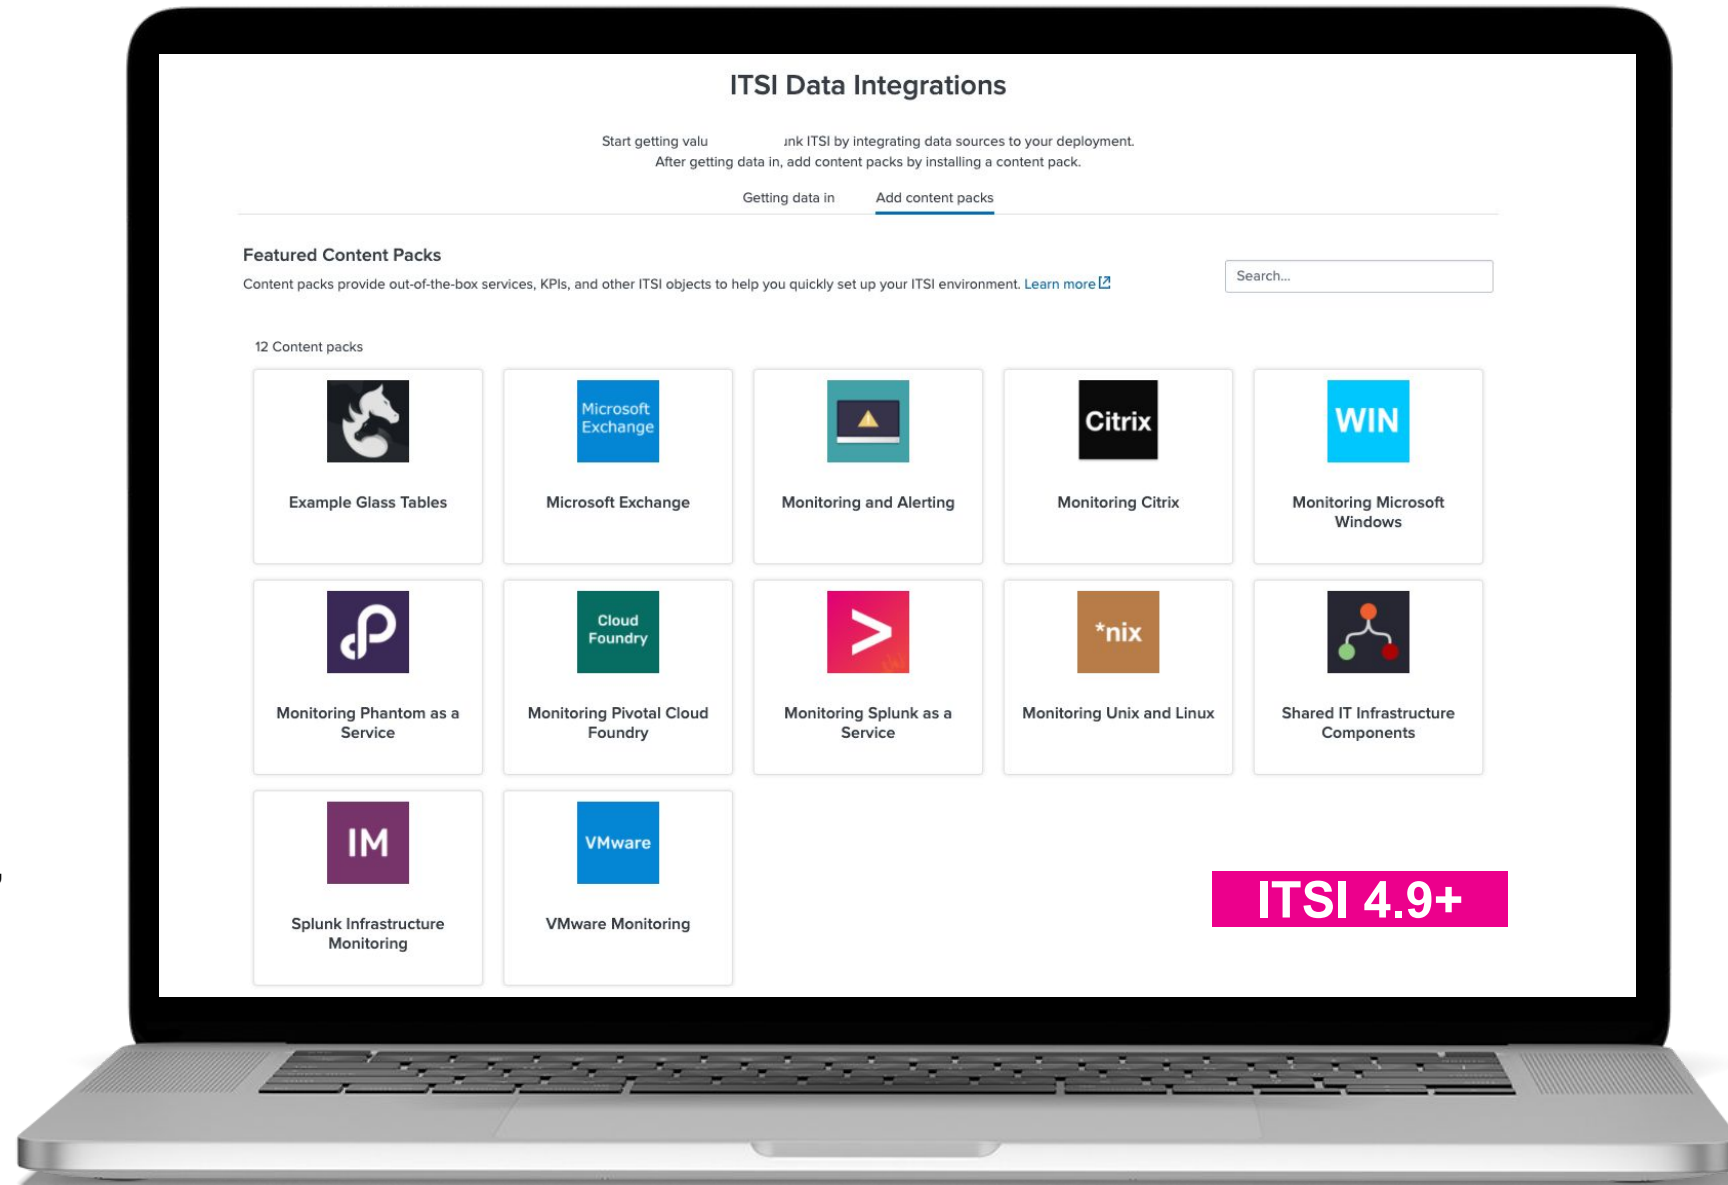 ITSI Data Integrations
Start getting valu unk ITSI by integrating data sources to your deployment.
After getting data in, add content packs by installing a content pack.
Getting data in Add content packs
Featured Content Packs
Content packs provide out-of-the-box services, KPIs, and other ITSI objects to help you quickly set up your ITSI environment. Learn more
Search...
12 Content packs
Microsoft
Exchange
Citrix
WIN
Example Glass Tables
Microsoft Exchange
Monitoring and Alerting
Monitoring Citrix
Monitoring Microsoft
Windows
Cloud
Foundry
>
*nix
Monitoring Phantom as a
Service
Monitoring Pivotal Cloud
Foundry
Monitoring Splunk as a
Service
Monitoring Unix and Linux
Shared IT Infrastructure
Components
IM
VMware
Splunk Infrastructure
Monitoring
VMware Monitoring
ITSI 4.9+